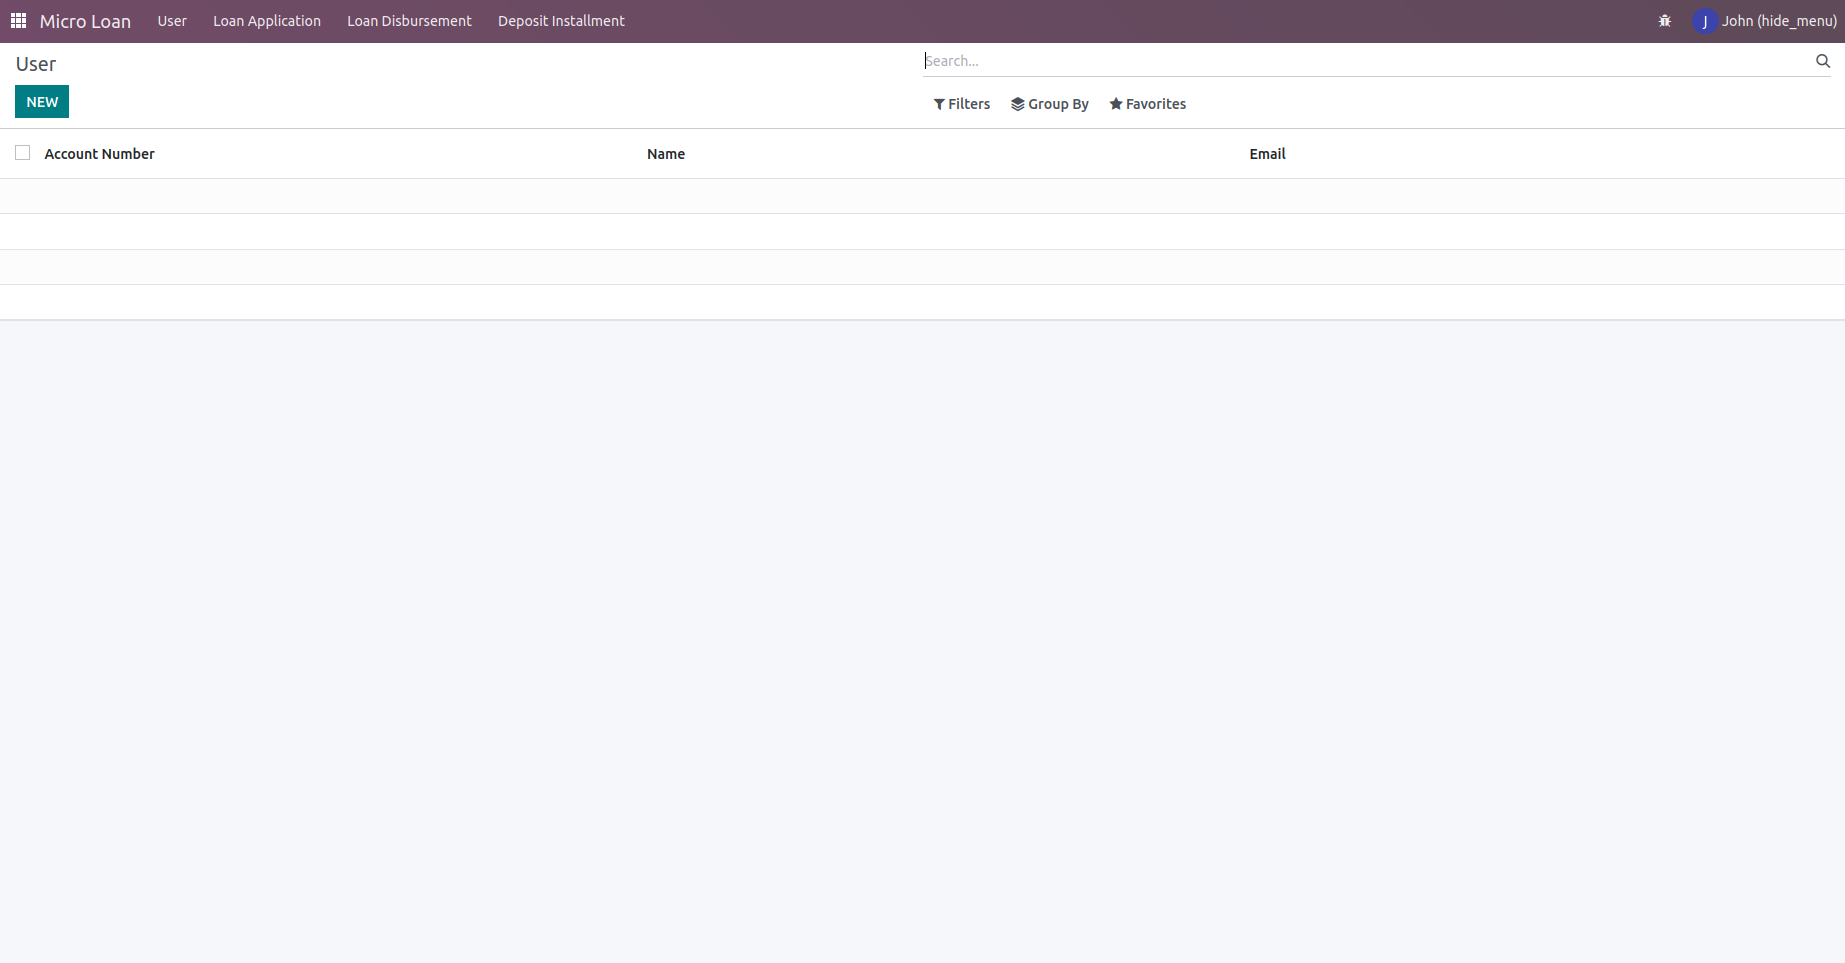 Micro Loan User Loan Application Loan Disbursement Deposit Installment J John (hide_menu)
User
Search...
NEW
Filters Group By Favorites
Account Number Name Email